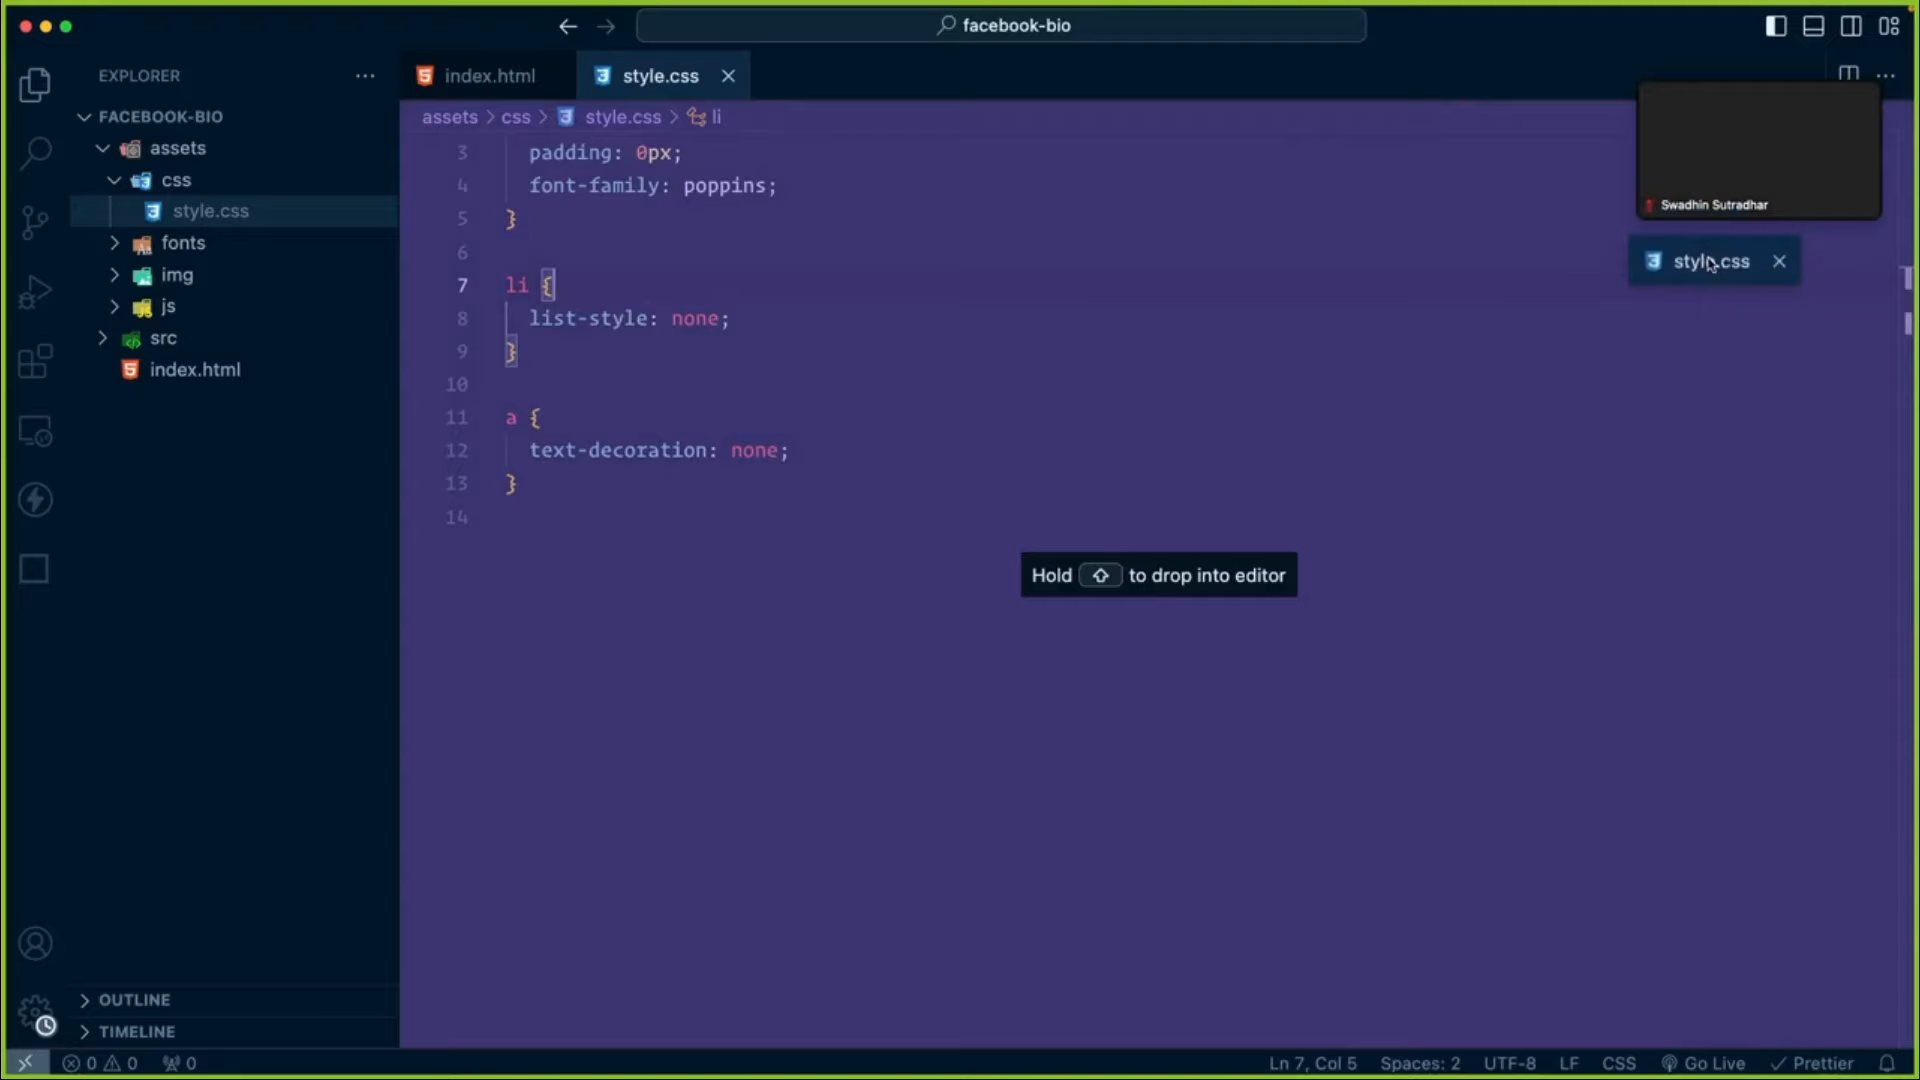 facebook-bio
EXPLORER
index.html
style.css
FACEBOOK-BIO
assets
css
style.css
fonts
img
js
src
index.html
assets > css > style.css > li
3 padding: 0px;
4 font-family: poppins;
5 }
6
7 li {
8 list-style: none;
9 }
10
11 a {
12 text-decoration: none;
13 }
14
Swadhin Sutradhar
style.css
Hold to drop into editor
OUTLINE
TIMELINE
0 0 0
Ln 7, Col 5 Spaces: 2 UTF-8 LF CSS Go Live Prettier